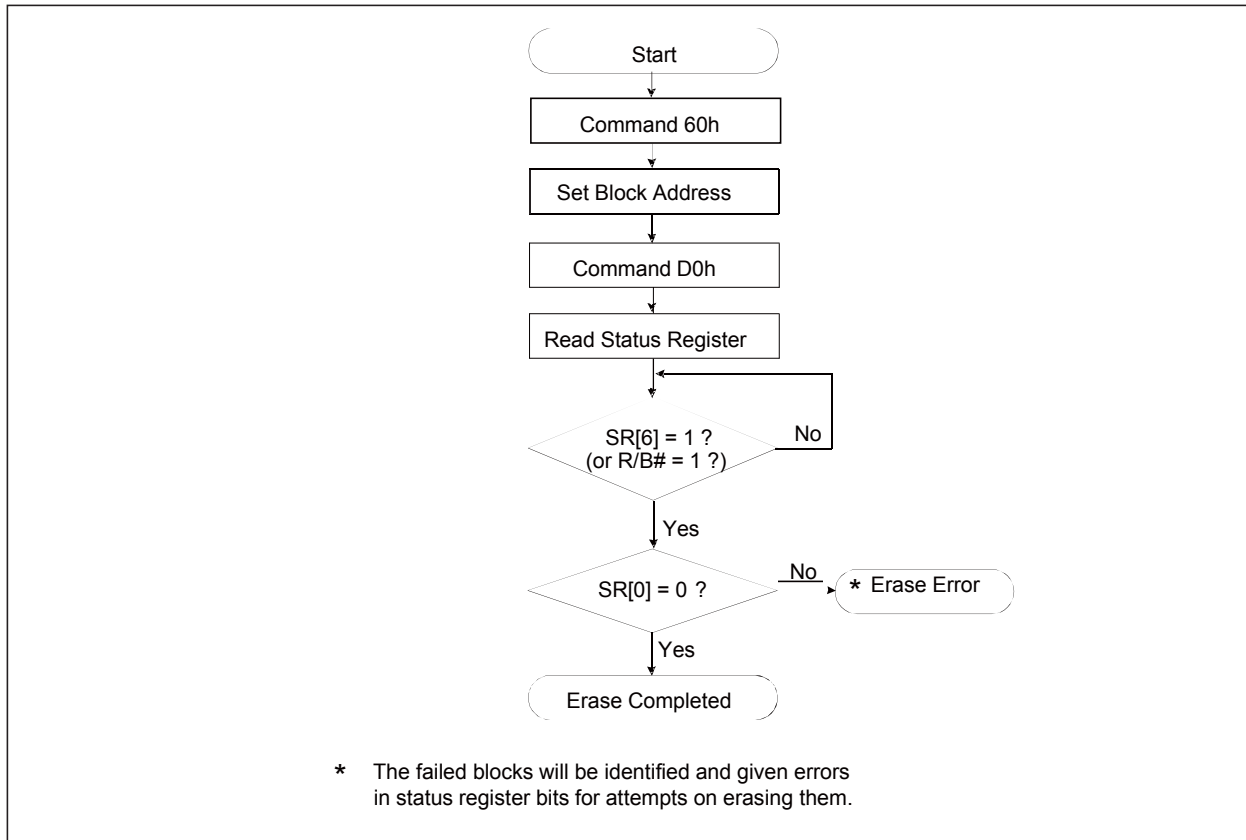 Start
Command 60h
Set Block Address
Command D0h
Read Status Register
SR[6] = 1 ?
(or R/B# = 1 ?)
No
Yes
SR[0] = 0 ?
No
* Erase Error
Yes
Erase Completed
* The failed blocks will be identified and given errors
in status register bits for attempts on erasing them.